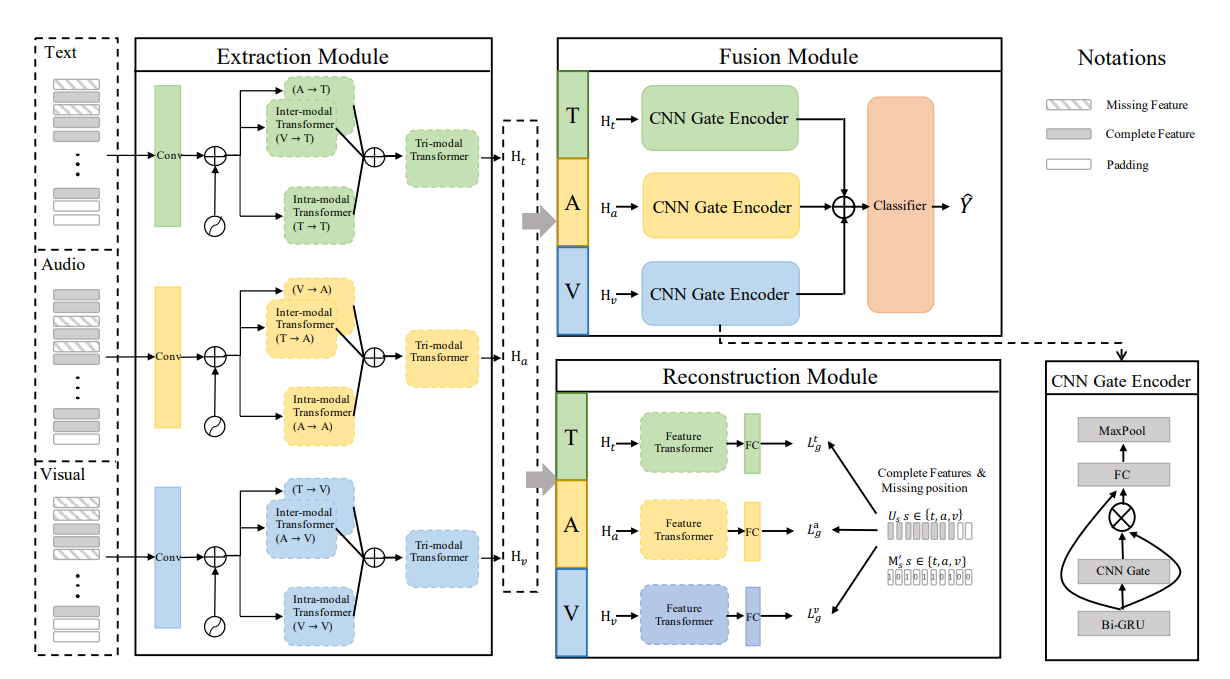 Text
Audio
Visual
Extraction Module
Conv
(A → T)
Inter-modal
Transformer
(V → T)
Intra-modal
Transformer
(T → T)
Tri-modal
Transformer
H_t
Conv
(V → A)
Inter-modal
Transformer
(T → A)
Intra-modal
Transformer
(A → A)
Tri-modal
Transformer
H_a
Conv
(T → V)
Inter-modal
Transformer
(A → V)
Intra-modal
Transformer
(V → V)
Tri-modal
Transformer
H_v
Fusion Module
T
H_t
CNN Gate Encoder
A
H_a
CNN Gate Encoder
V
H_v
CNN Gate Encoder
Classifier
Ŷ
Reconstruction Module
T
H_t
Feature
Transformer
FC
L_g^t
A
H_a
Feature
Transformer
FC
L_g^a
V
H_v
Feature
Transformer
FC
L_g^v
Complete Features &
Missing position
U_s s ∈ {t, a, v}
M'_s s ∈ {t, a, v}
1 0 1 0 1 1 0 1 0 0
Notations
Missing Feature
Complete Feature
Padding
CNN Gate Encoder
MaxPool
FC
CNN Gate
Bi-GRU